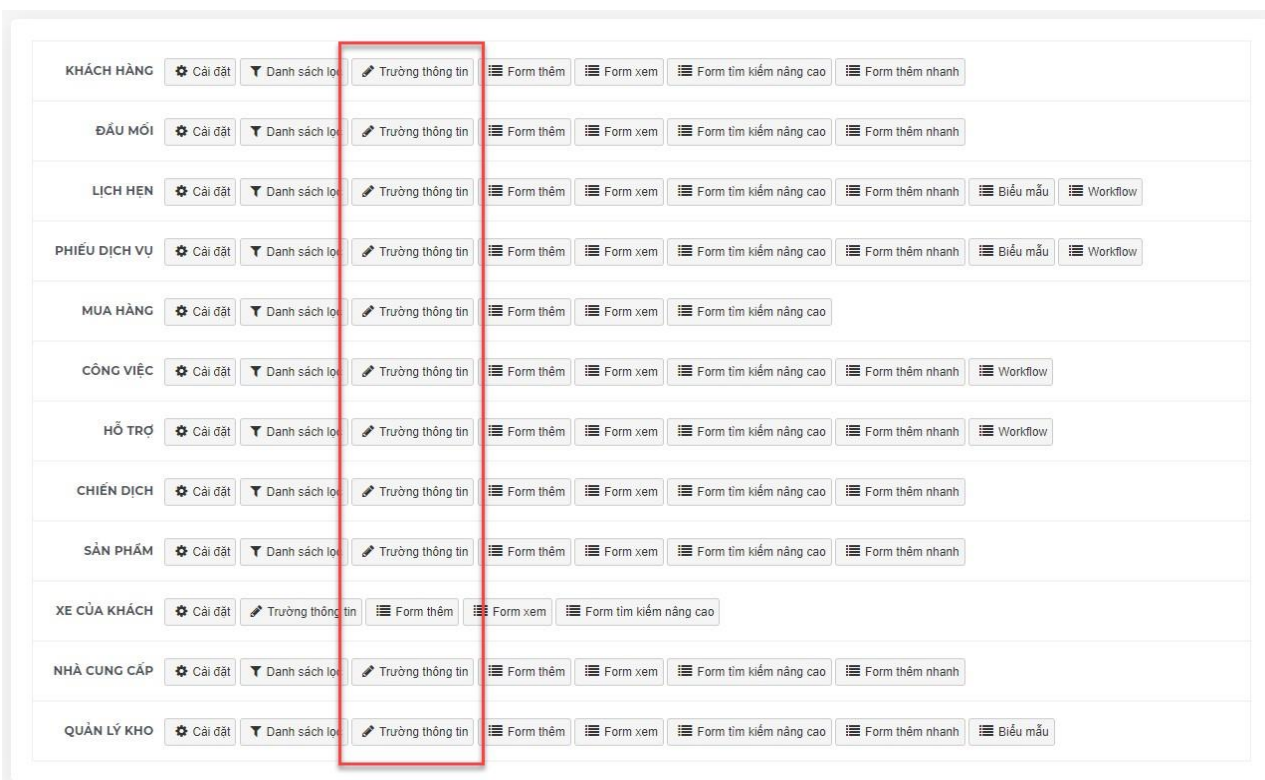 KHÁCH HÀNG Cài đặt Danh sách lọc Trường thông tin Form thêm Form xem Form tìm kiếm nâng cao Form thêm nhanh
ĐẦU MỐI Cài đặt Danh sách lọc Trường thông tin Form thêm Form xem Form tìm kiếm nâng cao Form thêm nhanh
LỊCH HẸN Cài đặt Danh sách lọc Trường thông tin Form thêm Form xem Form tìm kiếm nâng cao Form thêm nhanh Biểu mẫu Workflow
PHIẾU DỊCH VỤ Cài đặt Danh sách lọc Trường thông tin Form thêm Form xem Form tìm kiếm nâng cao Form thêm nhanh Biểu mẫu Workflow
MUA HÀNG Cài đặt Danh sách lọc Trường thông tin Form thêm Form xem Form tìm kiếm nâng cao
CÔNG VIỆC Cài đặt Danh sách lọc Trường thông tin Form thêm Form xem Form tìm kiếm nâng cao Form thêm nhanh Workflow
HỖ TRỢ Cài đặt Danh sách lọc Trường thông tin Form thêm Form xem Form tìm kiếm nâng cao Form thêm nhanh Workflow
CHIẾN DỊCH Cài đặt Danh sách lọc Trường thông tin Form thêm Form xem Form tìm kiếm nâng cao Form thêm nhanh
SẢN PHẨM Cài đặt Danh sách lọc Trường thông tin Form thêm Form xem Form tìm kiếm nâng cao Form thêm nhanh
XE CỦA KHÁCH Cài đặt Trường thông tin Form thêm Form xem Form tìm kiếm nâng cao
NHÀ CUNG CẤP Cài đặt Danh sách lọc Trường thông tin Form thêm Form xem Form tìm kiếm nâng cao Form thêm nhanh
QUẢN LÝ KHO Cài đặt Danh sách lọc Trường thông tin Form thêm Form xem Form tìm kiếm nâng cao Form thêm nhanh Biểu mẫu